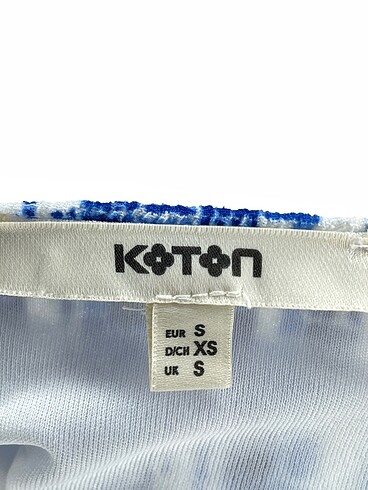 KOTON
EUR S
D/CH XS
UK S